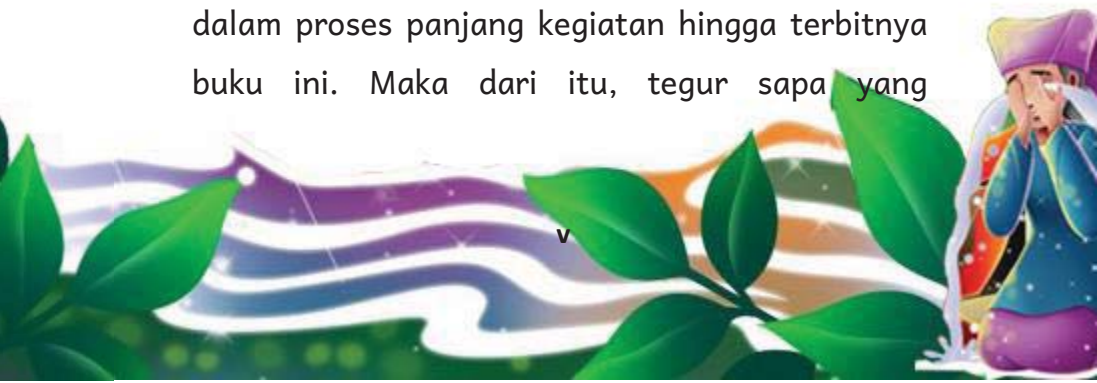 dalam proses panjang kegiatan hingga terbitnya
buku ini. Maka dari itu, tegur sapa yang
v